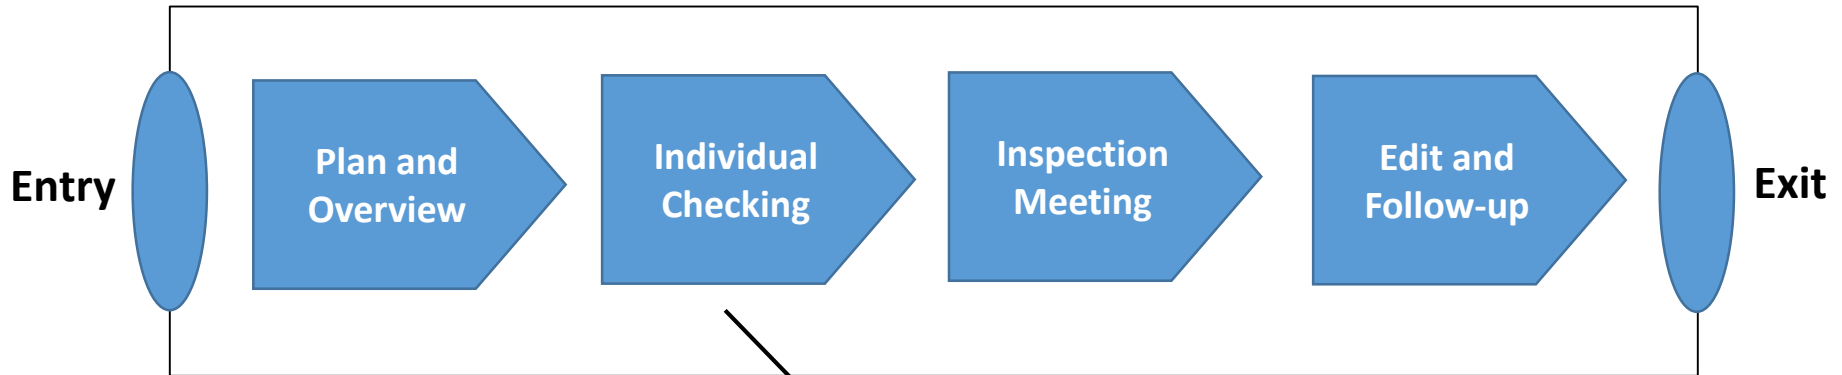 Entry
Plan and
Overview
Individual
Checking
Inspection
Meeting
Edit and
Follow-up
Exit